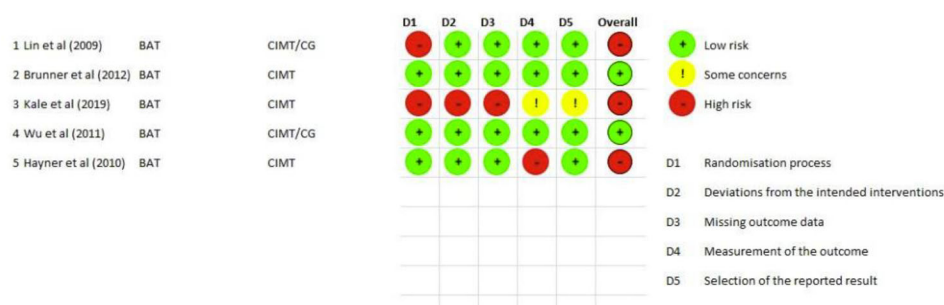 D1 D2 D3 D4 D5 Overall
1 Lin et al (2009) BAT CIMT/CG - + + + + -
2 Brunner et al (2012) BAT CIMT + + + + + +
3 Kale et al (2019) BAT CIMT - - - ! ! -
4 Wu et al (2011) BAT CIMT/CG + + + + + +
5 Hayner et al (2010) BAT CIMT + + + - + -
+ Low risk
! Some concerns
- High risk
D1 Randomisation process
D2 Deviations from the intended interventions
D3 Missing outcome data
D4 Measurement of the outcome
D5 Selection of the reported result